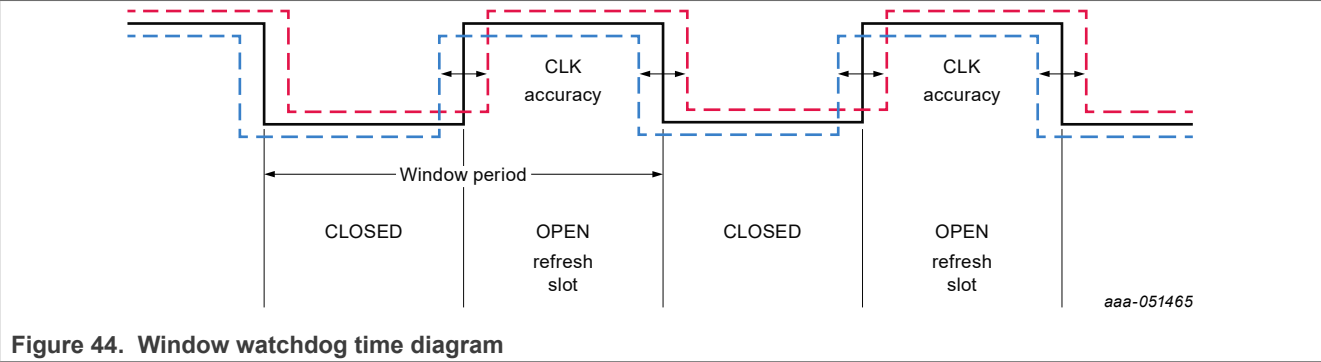 CLK CLK
accuracy accuracy
Window period
CLOSED OPEN CLOSED OPEN
refresh refresh
slot slot
aaa-051465
Figure 44. Window watchdog time diagram